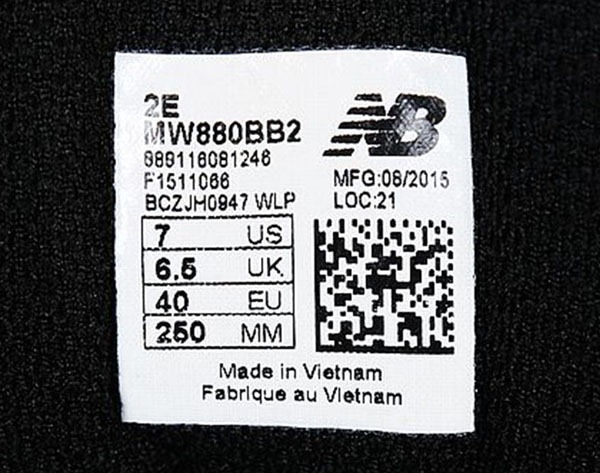 2E
MW880BB2
889116081246
F1511066
BCZJH0947 WLP
NB
MFG:08/2015
LOC:21
7 US
6.5 UK
40 EU
250 MM
Made in Vietnam
Fabrique au Vietnam